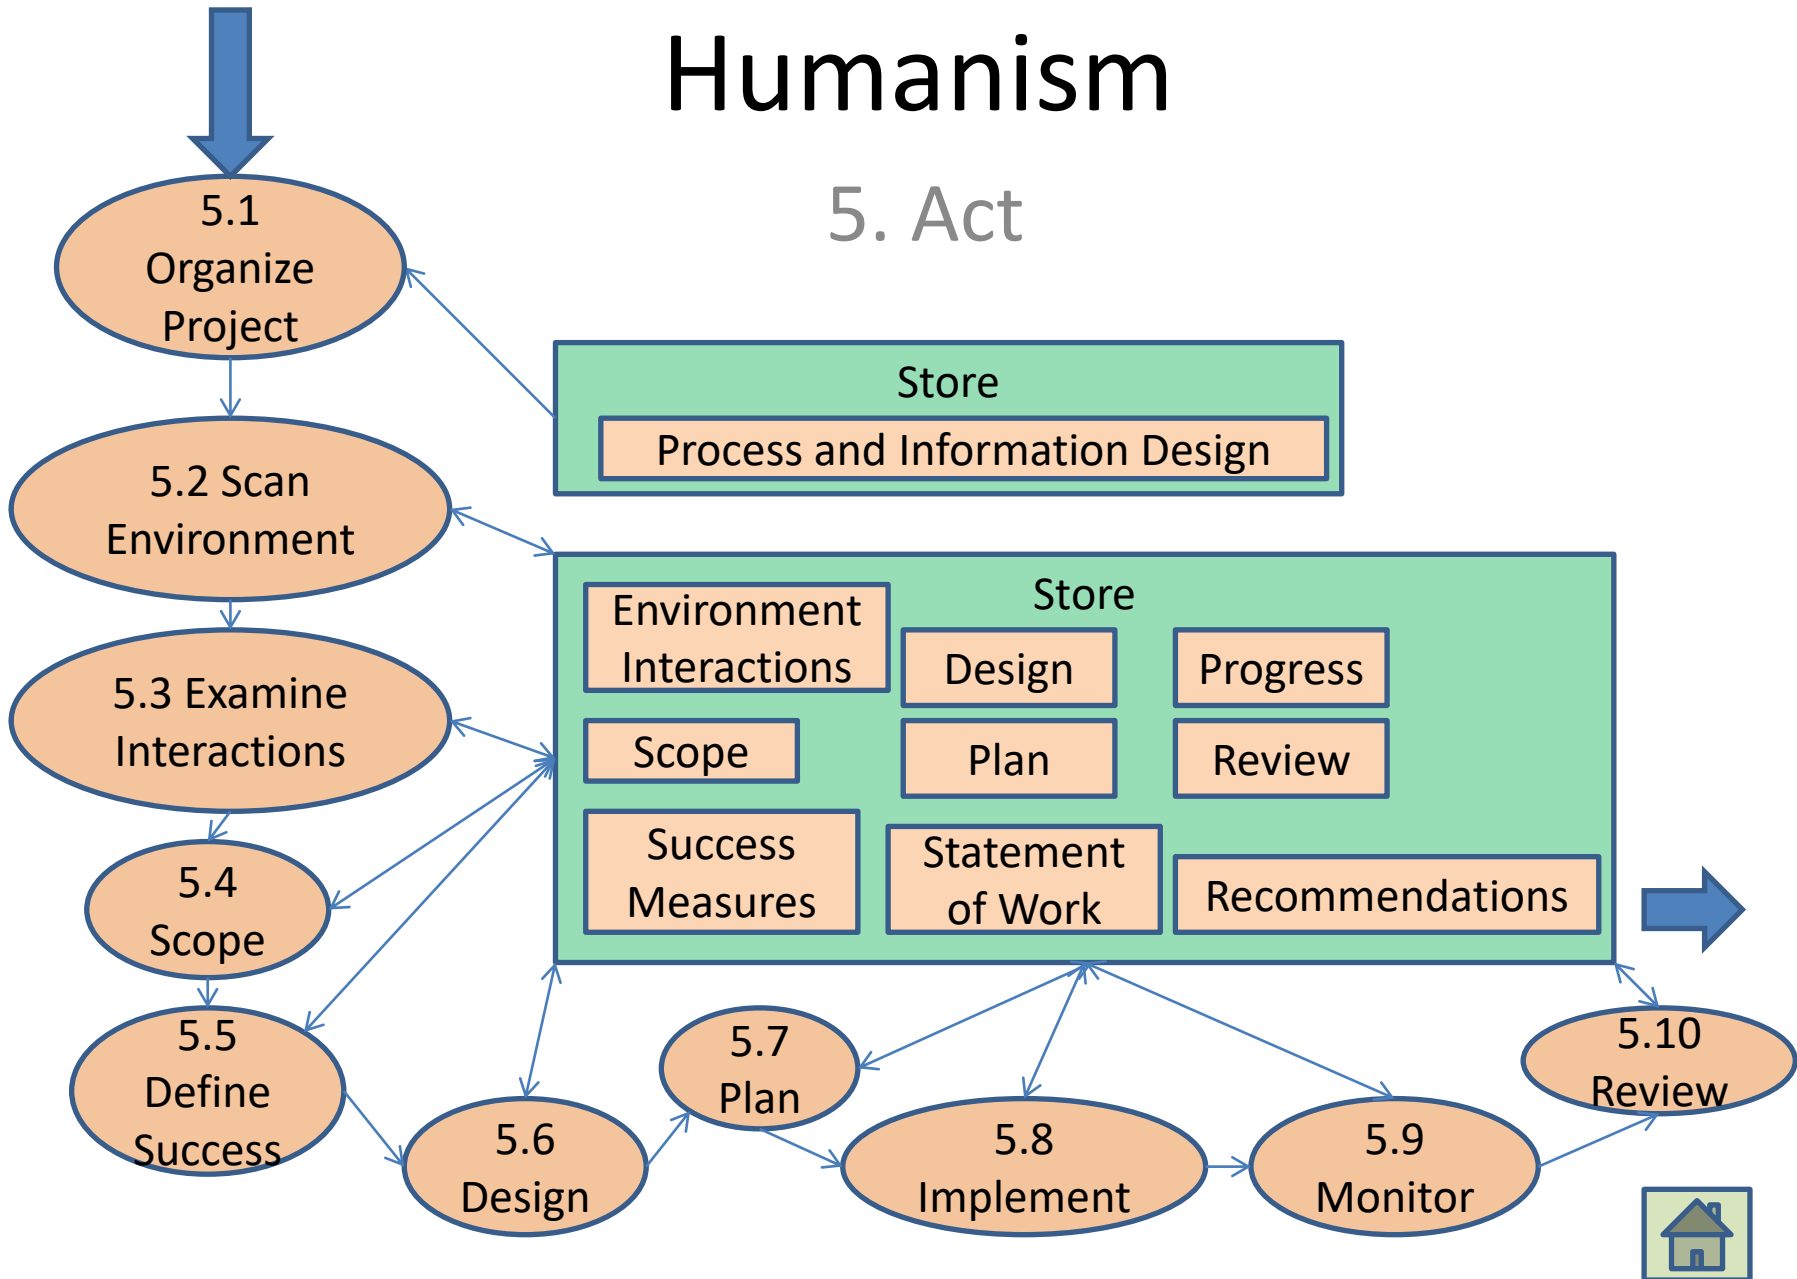 Humanism
5. Act
5.1
Organize
Project
Store
Process and Information Design
5.2 Scan
Environment
Store
Environment
Interactions
Design
Progress
5.3 Examine
Interactions
Scope
Plan
Review
Success
Measures
Statement
of Work
Recommendations
5.4
Scope
5.5
Define
Success
5.6
Design
5.7
Plan
5.8
Implement
5.9
Monitor
5.10
Review